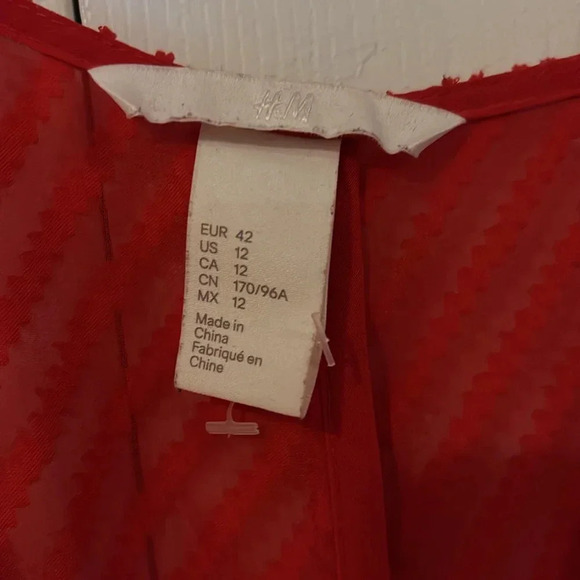 H&M
EUR 42
US 12
CA 12
CN 170/96A
MX 12
Made in
China
Fabriqué en
Chine